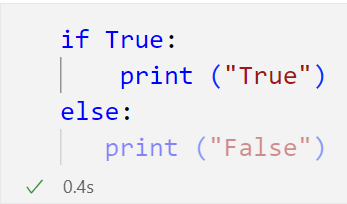 if True:
    print ("True")
else:
   print ("False")
0.4s